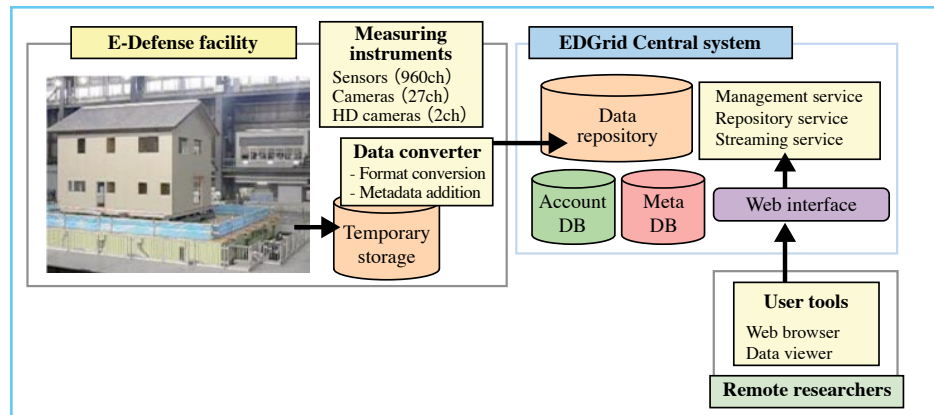 E-Defense facility
Measuring
instruments
Sensors (960ch)
Cameras (27ch)
HD cameras (2ch)
Data converter
- Format conversion
- Metadata addition
Temporary
storage
EDGrid Central system
Data
repository
Account
DB
Meta
DB
Management service
Repository service
Streaming service
Web interface
User tools
Web browser
Data viewer
Remote researchers